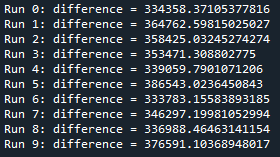 Run 0: difference = 334358.37105377816
Run 1: difference = 364762.59815025027
Run 2: difference = 358425.03245274274
Run 3: difference = 353471.308802775
Run 4: difference = 339059.7901071206
Run 5: difference = 386543.0236450843
Run 6: difference = 333783.15583893185
Run 7: difference = 346297.19981052994
Run 8: difference = 336988.46463141154
Run 9: difference = 376591.10368948017